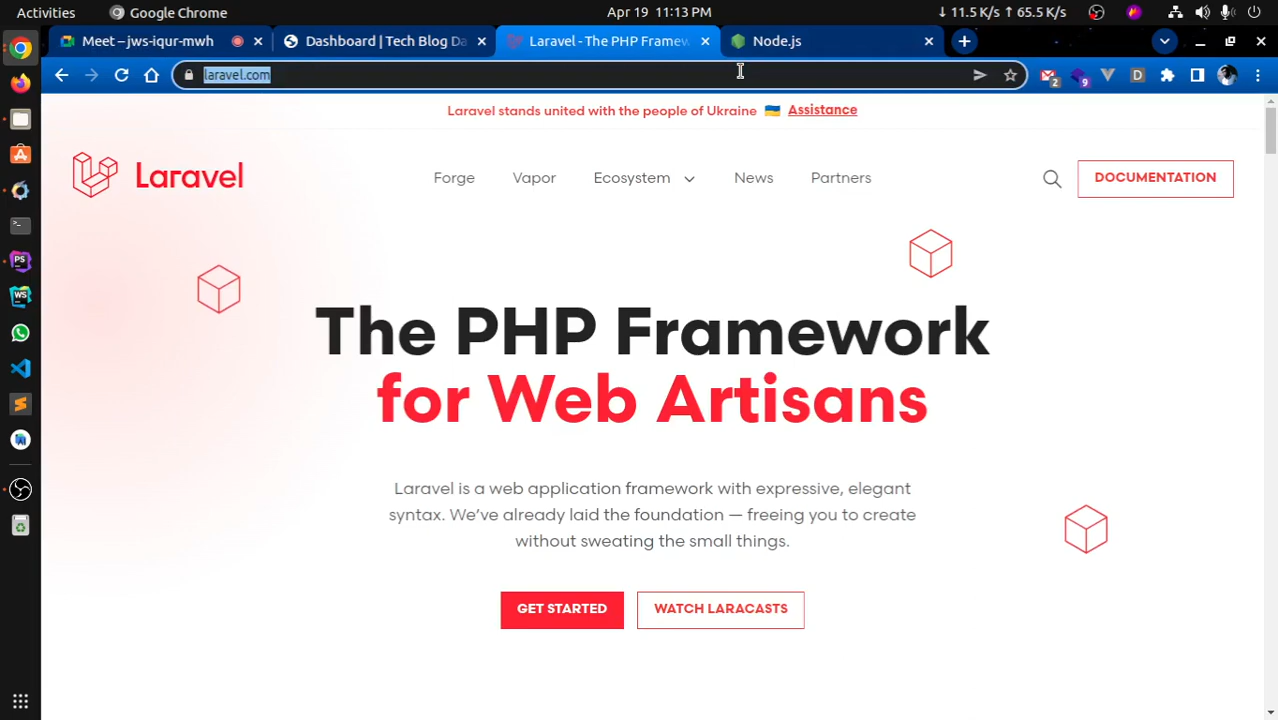 Activities
Google Chrome
Apr 19 11:13 PM
↓ 11.5 K/s ↑ 65.5 K/s
Meet – jws-iqur-mwh
Dashboard | Tech Blog Da
Laravel - The PHP Framew
Node.js
laravel.com
2
9
D
Laravel stands united with the people of Ukraine 🇺🇦 Assistance
Laravel
Forge
Vapor
Ecosystem
News
Partners
DOCUMENTATION
PS
WS
The PHP Framework
for Web Artisans
Laravel is a web application framework with expressive, elegant
syntax. We've already laid the foundation — freeing you to create
without sweating the small things.
GET STARTED
WATCH LARACASTS